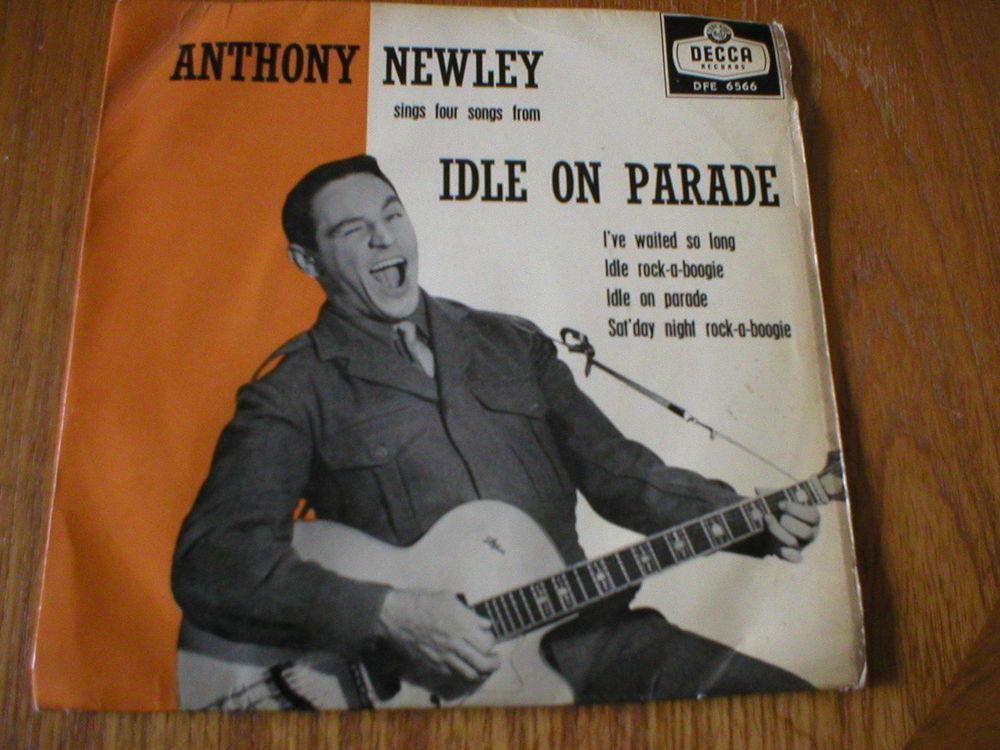 ANTHONY NEWLEY
sings four songs from
IDLE ON PARADE
I've waited so long
Idle rock-a-boogie
Idle on parade
Sat'day night rock-a-boogie
DECCA
RECORDS
DFE 6566